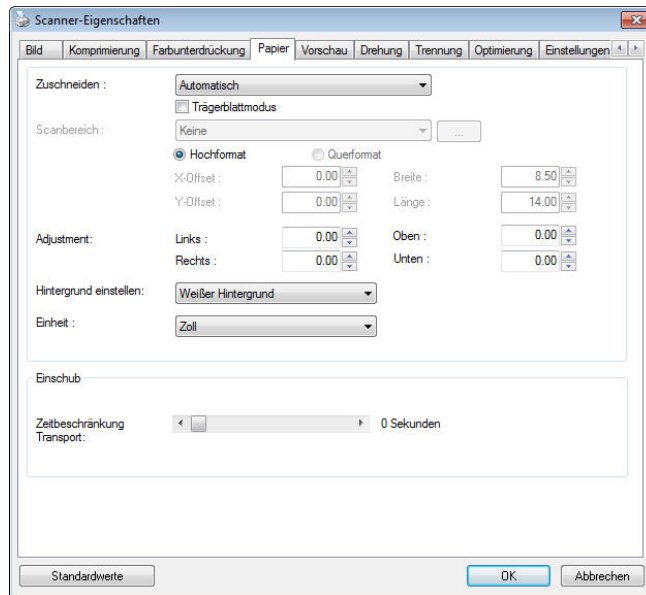 Scanner-Eigenschaften
Bild Komprimierung Farbunterdrückung Papier Vorschau Drehung Trennung Optimierung Einstellungen
Zuschneiden : Automatisch
Trägerblattmodus
Scanbereich : Keine ...
Hochformat Querformat
X-Offset : 0.00 Breite : 8.50
Y-Offset : 0.00 Länge : 14.00
Adjustment: Links : 0.00 Oben : 0.00
Rechts : 0.00 Unten : 0.00
Hintergrund einstellen: Weißer Hintergrund
Einheit : Zoll
Einschub
Zeitbeschränkung 0 Sekunden
Transport:
Standardwerte OK Abbrechen